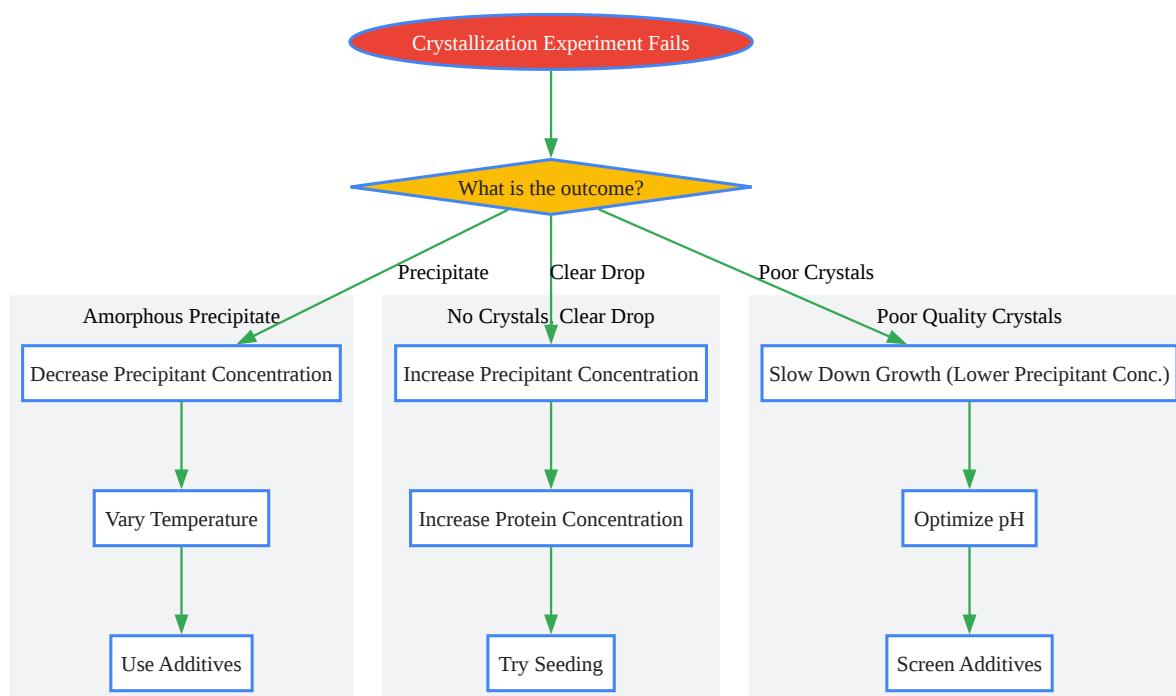 Crystallization Experiment Fails
What is the outcome?
Precipitate
Clear Drop
Poor Crystals
Amorphous Precipitate
No Crystals, Clear Drop
Poor Quality Crystals
Decrease Precipitant Concentration
Increase Precipitant Concentration
Slow Down Growth (Lower Precipitant Conc.)
Vary Temperature
Increase Protein Concentration
Optimize pH
Use Additives
Try Seeding
Screen Additives